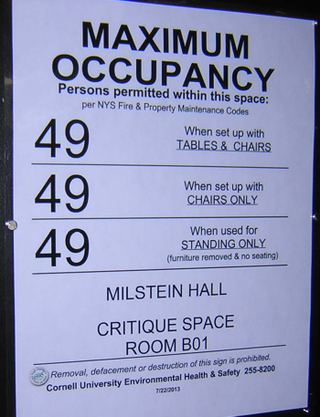 MAXIMUM
OCCUPANCY
Persons permitted within this space:
per NYS Fire & Property Maintenance Codes
49 When set up with
TABLES & CHAIRS
49 When set up with
CHAIRS ONLY
49 When used for
STANDING ONLY
(furniture removed & no seating)
MILSTEIN HALL
CRITIQUE SPACE
ROOM B01
Removal, defacement or destruction of this sign is prohibited.
Cornell University Environmental Health & Safety 255-8200
7/22/2013